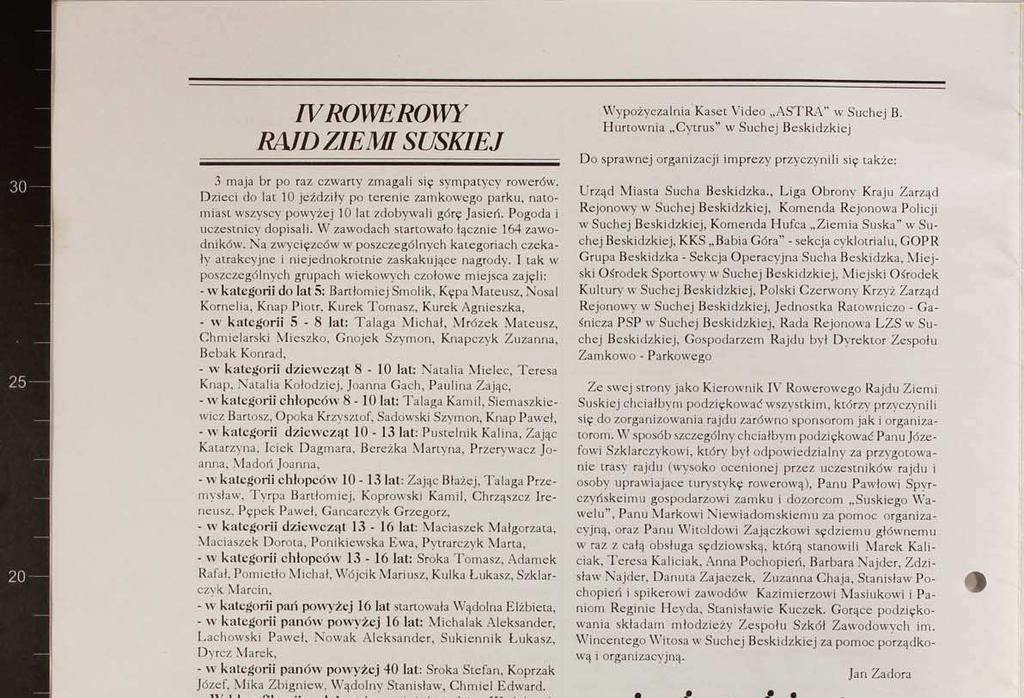 IV ROWEROWY
RAJD ZIEMI SUSKIEJ
3 maja br po raz czwarty zmagali się sympatycy rowerów.
Dzieci do lat 10 jeździły po terenie zamkowego parku, nato-
miast wszyscy powyżej 10 lat zdobywali górę Jasień. Pogoda i
uczestnicy dopisali. W zawodach startowało łącznie 164 zawo-
dników. Na zwycięzców w poszczególnych kategoriach czeka-
ły atrakcyjne i niejednokrotnie zaskakujące nagrody. I tak w
poszczególnych grupach wiekowych czołowe miejsca zajęli:
- w kategorii do lat 5: Bartłomiej Smolik, Kępa Mateusz, Nosal
Kornelia, Knap Piotr, Kurek Tomasz, Kurek Agnieszka,
- w kategorii 5 - 8 lat: Talaga Michał, Mrózek Mateusz,
Chmielarski Mieszko, Gnojek Szymon, Knapczyk Zuzanna,
Bebak Konrad,
- w kategorii dziewcząt 8 - 10 lat: Natalia Mielec, Teresa
Knap, Natalia Kołodziej, Joanna Gach, Paulina Zając,
- w kategorii chłopców 8 - 10 lat: Talaga Kamil, Siemaszkie-
wicz Bartosz, Opoka Krzysztof, Sadowski Szymon, Knap Paweł,
- w kategorii dziewcząt 10 - 13 lat: Pustelnik Kalina, Zając
Katarzyna, Iciek Dagmara, Bereżka Martyna, Przerywacz Jo-
anna, Madoń Joanna,
- w kategorii chłopców 10 - 13 lat: Zając Błażej, Talaga Prze-
mysław, Tyrpa Bartłomiej, Koprowski Kamil, Chrząszcz Ire-
neusz, Pępek Paweł, Gancarczyk Grzegorz,
- w kategorii dziewcząt 13 - 16 lat: Maciaszek Małgorzata,
Maciaszek Dorota, Ponikiewska Ewa, Pytrarczyk Marta,
- w kategorii chłopców 13 - 16 lat: Sroka Tomasz, Adamek
Rafał, Pomietło Michał, Wójcik Mariusz, Kulka Łukasz, Szklar-
czyk Marcin,
- w kategorii pań powyżej 16 lat startowała Wądolna Elżbieta,
- w kategorii panów powyżej 16 lat: Michalak Aleksander,
Lachowski Paweł, Nowak Aleksander, Sukiennik Łukasz,
Dyrcz Marek,
- w kategorii panów powyżej 40 lat: Sroka Stefan, Koprzak
Józef, Mika Zbigniew, Wądolny Stanisław, Chmiel Edward.
Wypożyczalnia Kaset Video „ASTRA" w Suchej B.
Hurtownia „Cytrus" w Suchej Beskidzkiej
Do sprawnej organizacji imprezy przyczynili się także:
Urząd Miasta Sucha Beskidzka., Liga Obrony Kraju Zarząd
Rejonowy w Suchej Beskidzkiej, Komenda Rejonowa Policji
w Suchej Beskidzkiej, Komenda Hufca „Ziemia Suska" w Su-
chej Beskidzkiej, KKS „Babia Góra" - sekcja cyklotrialu, GOPR
Grupa Beskidzka - Sekcja Operacyjna Sucha Beskidzka, Miej-
ski Ośrodek Sportowy w Suchej Beskidzkiej, Miejski Ośrodek
Kultury w Suchej Beskidzkiej, Polski Czerwony Krzyż Zarząd
Rejonowy w Suchej Beskidzkiej, Jednostka Ratowniczo - Ga-
śnicza PSP w Suchej Beskidzkiej, Rada Rejonowa LZS w Su-
chej Beskidzkiej, Gospodarzem Rajdu był Dyrektor Zespołu
Zamkowo - Parkowego
Ze swej strony jako Kierownik IV Rowerowego Rajdu Ziemi
Suskiej chciałbym podziękować wszystkim, którzy przyczynili
się do zorganizowania rajdu zarówno sponsorom jak i organiza-
torom. W sposób szczególny chciałbym podziękować Panu Józe-
fowi Szklarczykowi, który był odpowiedzialny za przygotowa-
nie trasy rajdu (wysoko ocenionej przez uczestników rajdu i
osoby uprawiajace turystykę rowerową), Panu Pawłowi Spyr-
czyńskeimu gospodarzowi zamku i dozorcom „Suskiego Wa-
welu", Panu Markowi Niewiadomskiemu za pomoc organiza-
cyjną, oraz Panu Witoldowi Zajączkowi sędziemu głównemu
w raz z całą obsługa sędziowską, którą stanowili Marek Kali-
ciak, Teresa Kaliciak, Anna Pochopień, Barbara Najder, Zdzi-
sław Najder, Danuta Zajaczek, Zuzanna Chaja, Stanisław Po-
chopień i spikerowi zawodów Kazimierzowi Masiukowi i Pa-
niom Reginie Heyda, Stanisławie Kuczek. Gorące podzięko-
wania składam młodzieży Zespołu Szkół Zawodowych im.
Wincentego Witosa w Suchej Beskidzkiej za pomoc porządko-
wą i organizacyjną.
Jan Zadora
30
25
20